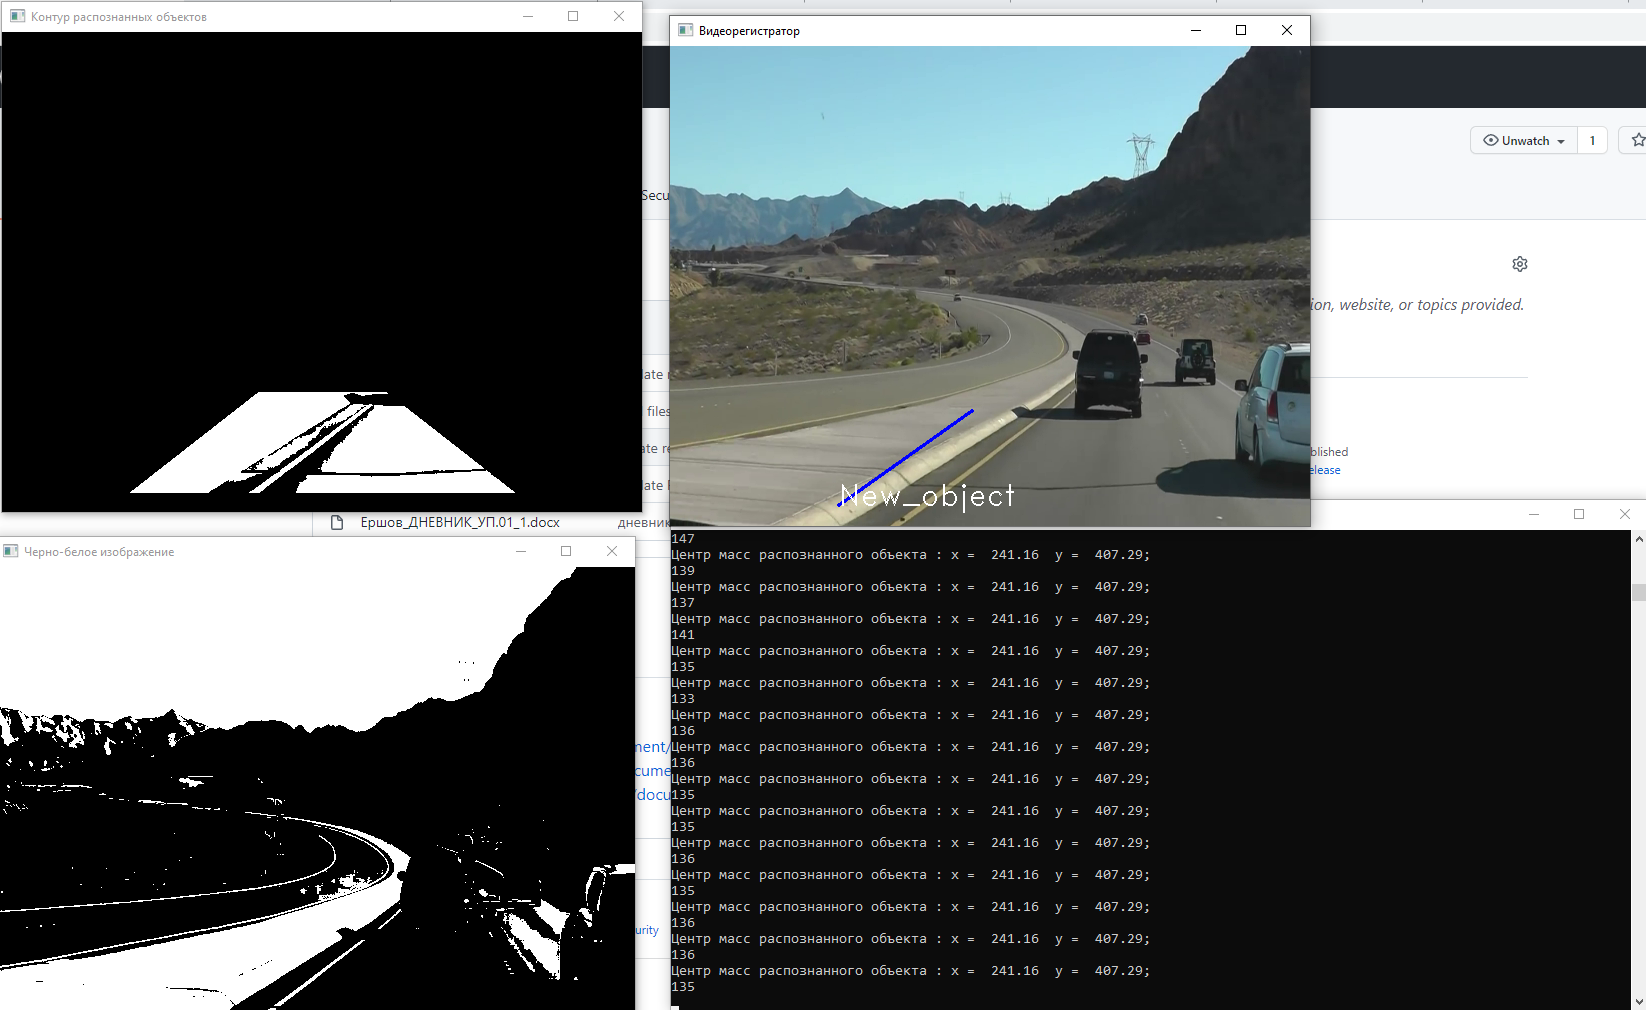 Контур распознанных объектов
Видеорегистратор
Unwatch
1
Secu
ion, website, or topics provided.
late r
files
ate re
late l
blished
elease
Ершов_ДНЕВНИК_УП.01_1.docx
дневник
New_object
Черно-белое изображение
ment/
cume
/docu
urity
147
Центр масс распознанного объекта : x =  241.16  y =  407.29;
139
Центр масс распознанного объекта : x =  241.16  y =  407.29;
137
Центр масс распознанного объекта : x =  241.16  y =  407.29;
141
Центр масс распознанного объекта : x =  241.16  y =  407.29;
135
Центр масс распознанного объекта : x =  241.16  y =  407.29;
133
Центр масс распознанного объекта : x =  241.16  y =  407.29;
136
Центр масс распознанного объекта : x =  241.16  y =  407.29;
136
Центр масс распознанного объекта : x =  241.16  y =  407.29;
135
Центр масс распознанного объекта : x =  241.16  y =  407.29;
135
Центр масс распознанного объекта : x =  241.16  y =  407.29;
136
Центр масс распознанного объекта : x =  241.16  y =  407.29;
135
Центр масс распознанного объекта : x =  241.16  y =  407.29;
136
Центр масс распознанного объекта : x =  241.16  y =  407.29;
136
Центр масс распознанного объекта : x =  241.16  y =  407.29;
135